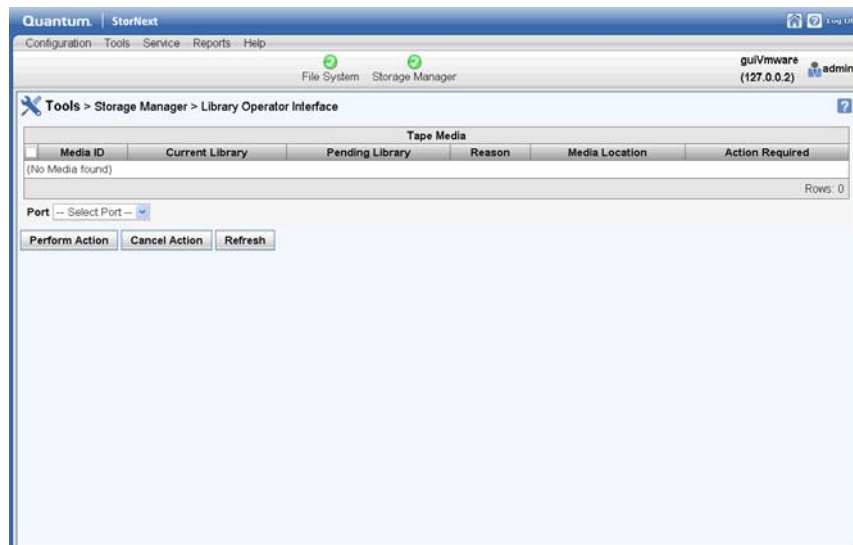 Quantum. StorNext
Log Of
Configuration Tools Service Reports Help
File System Storage Manager
guiVmware
(127.0.0.2)
admin
Tools > Storage Manager > Library Operator Interface
Tape Media
Media ID Current Library Pending Library Reason Media Location Action Required
(No Media found)
Rows: 0
Port -- Select Port --
Perform Action Cancel Action Refresh